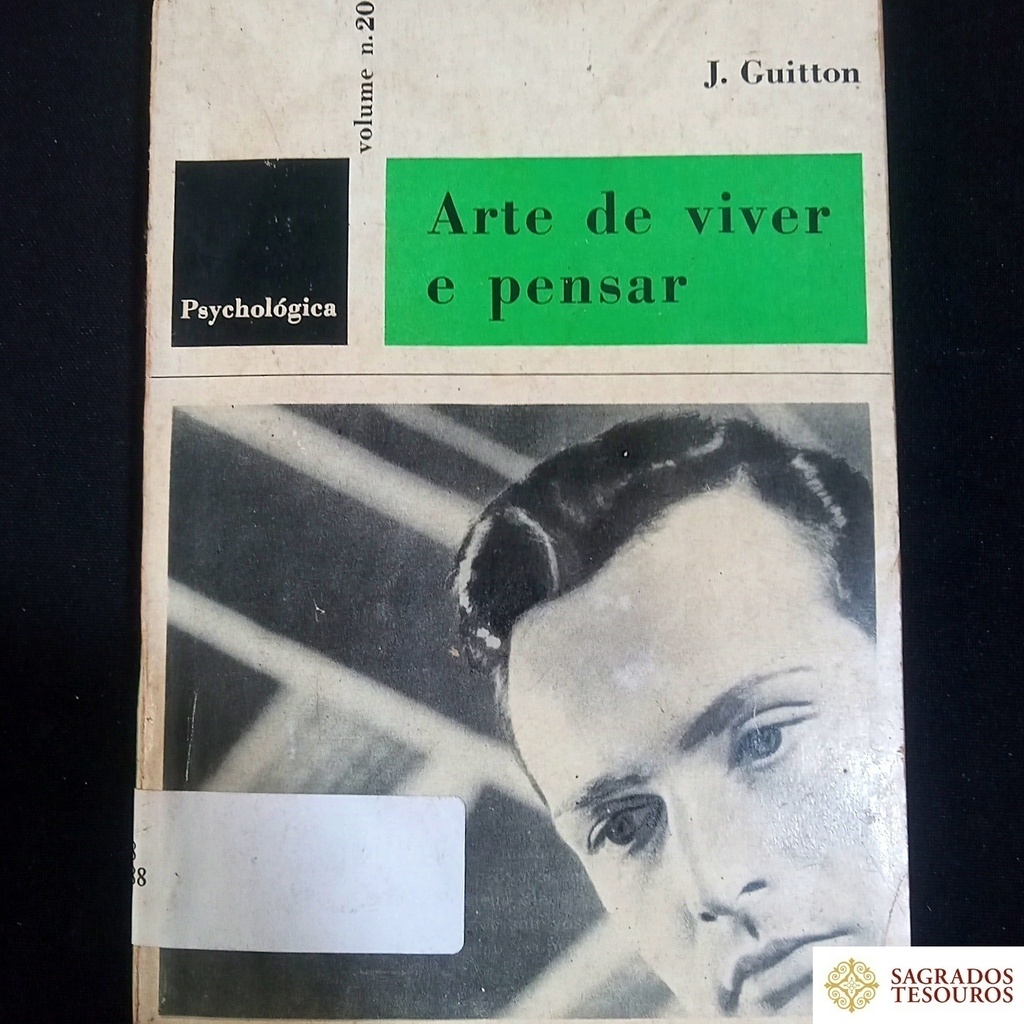 volume n. 20
J. Guitton
Arte de viver
e pensar
Psychológica
SAGRADOS
TESOUROS